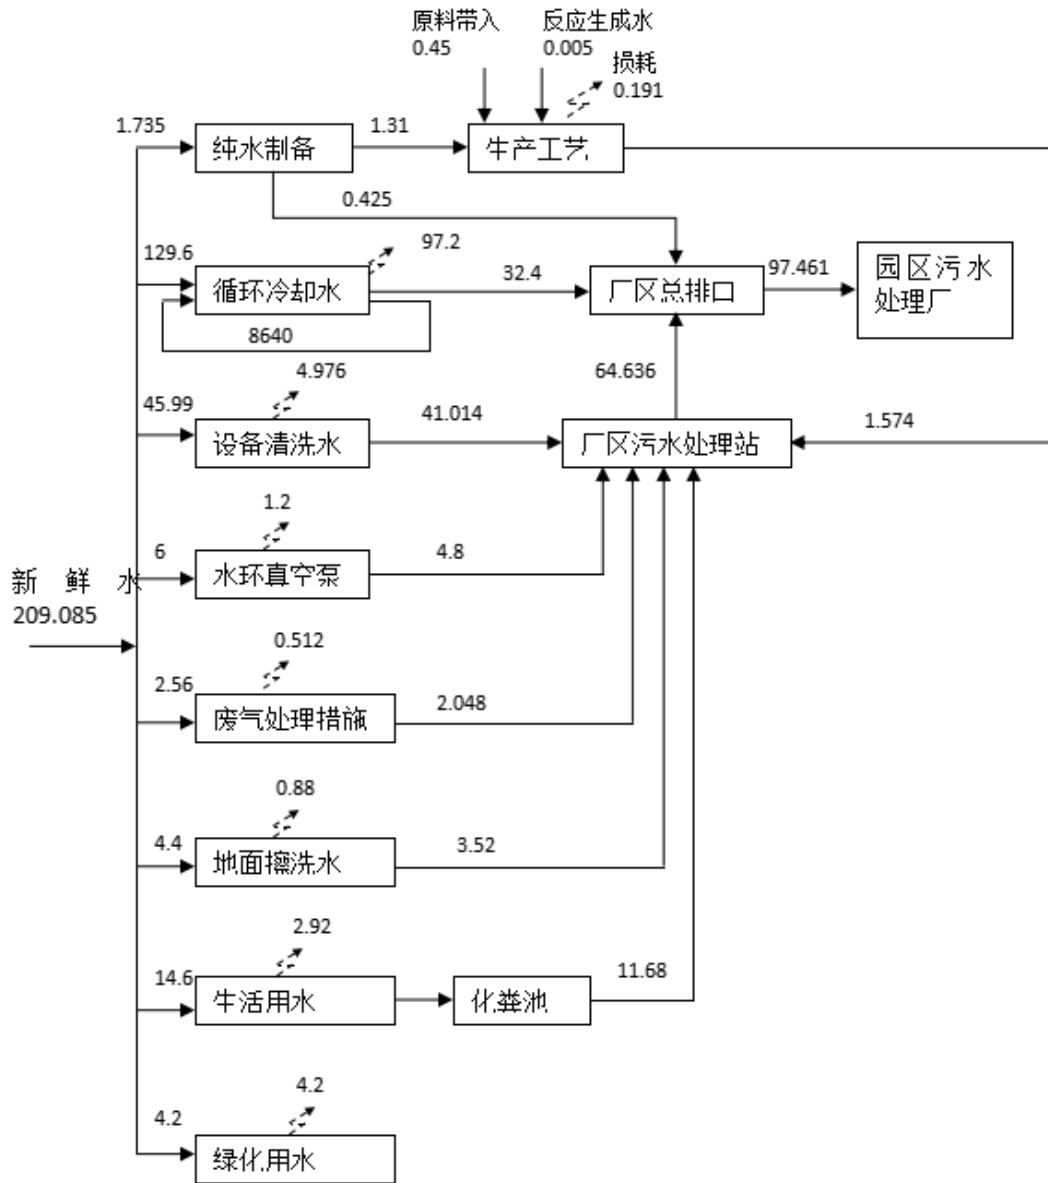 原料带入
0.45
反应生成水
0.005
损耗
0.191
1.735
纯水制备
1.31
生产工艺
0.425
129.6
循环冷却水
97.2
32.4
厂区总排口
97.461
园区污水
处理厂
8640
4.976
64.636
45.99
设备清洗水
41.014
厂区污水处理站
1.574
1.2
6
水环真空泵
4.8
新 鲜 水
209.085
0.512
2.56
废气处理措施
2.048
0.88
4.4
地面擦洗水
3.52
2.92
14.6
生活用水
化粪池
11.68
4.2
4.2
绿化用水